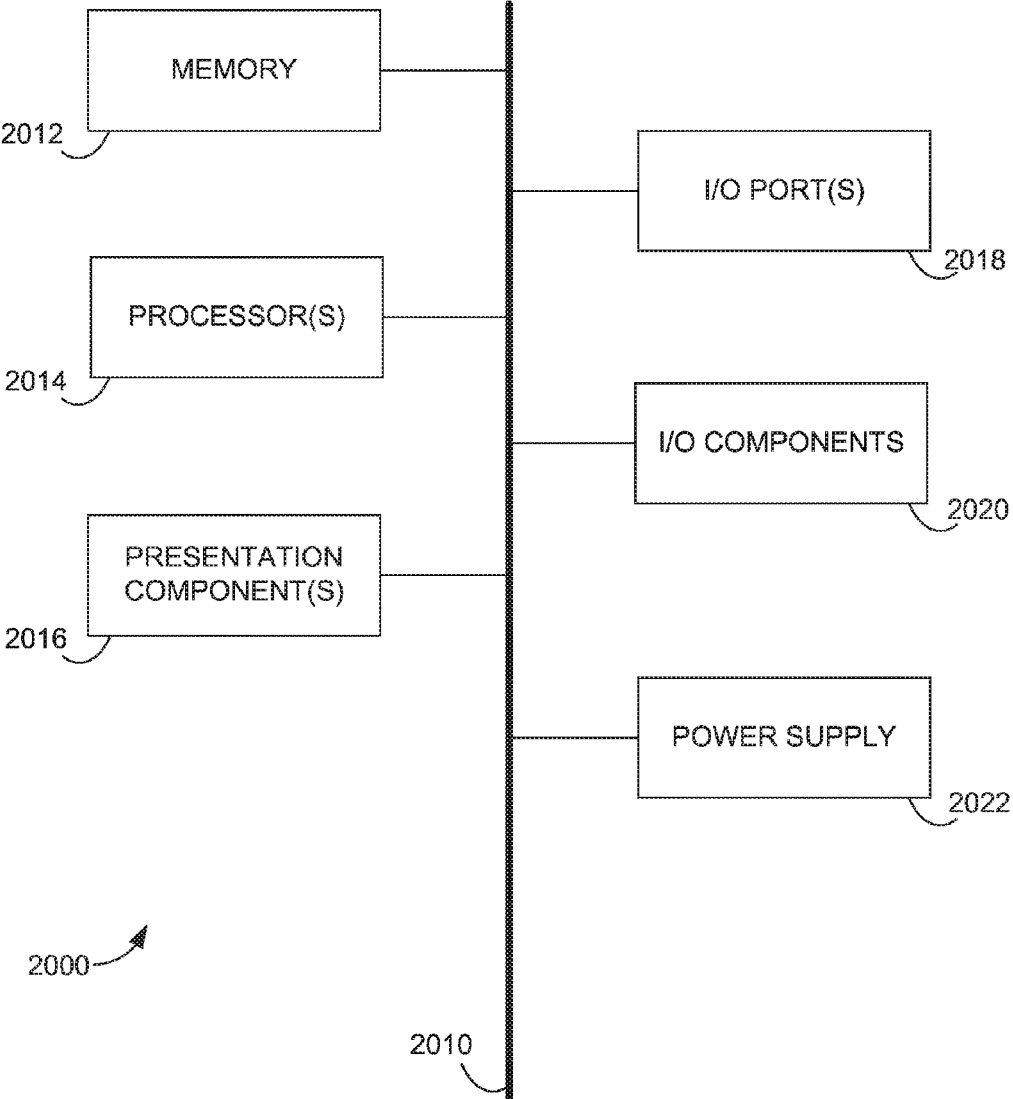 MEMORY
2012
I/O PORT(S)
2018
PROCESSOR(S)
2014
I/O COMPONENTS
2020
PRESENTATION
COMPONENT(S)
2016
POWER SUPPLY
2022
2000
2010